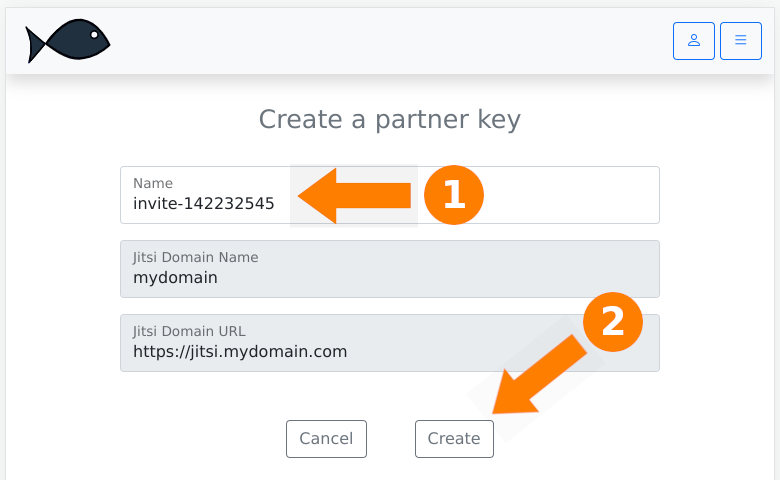 Create a partner key
Name
invite-142232545
1
Jitsi Domain Name
mydomain
Jitsi Domain URL
https://jitsi.mydomain.com
2
Cancel
Create